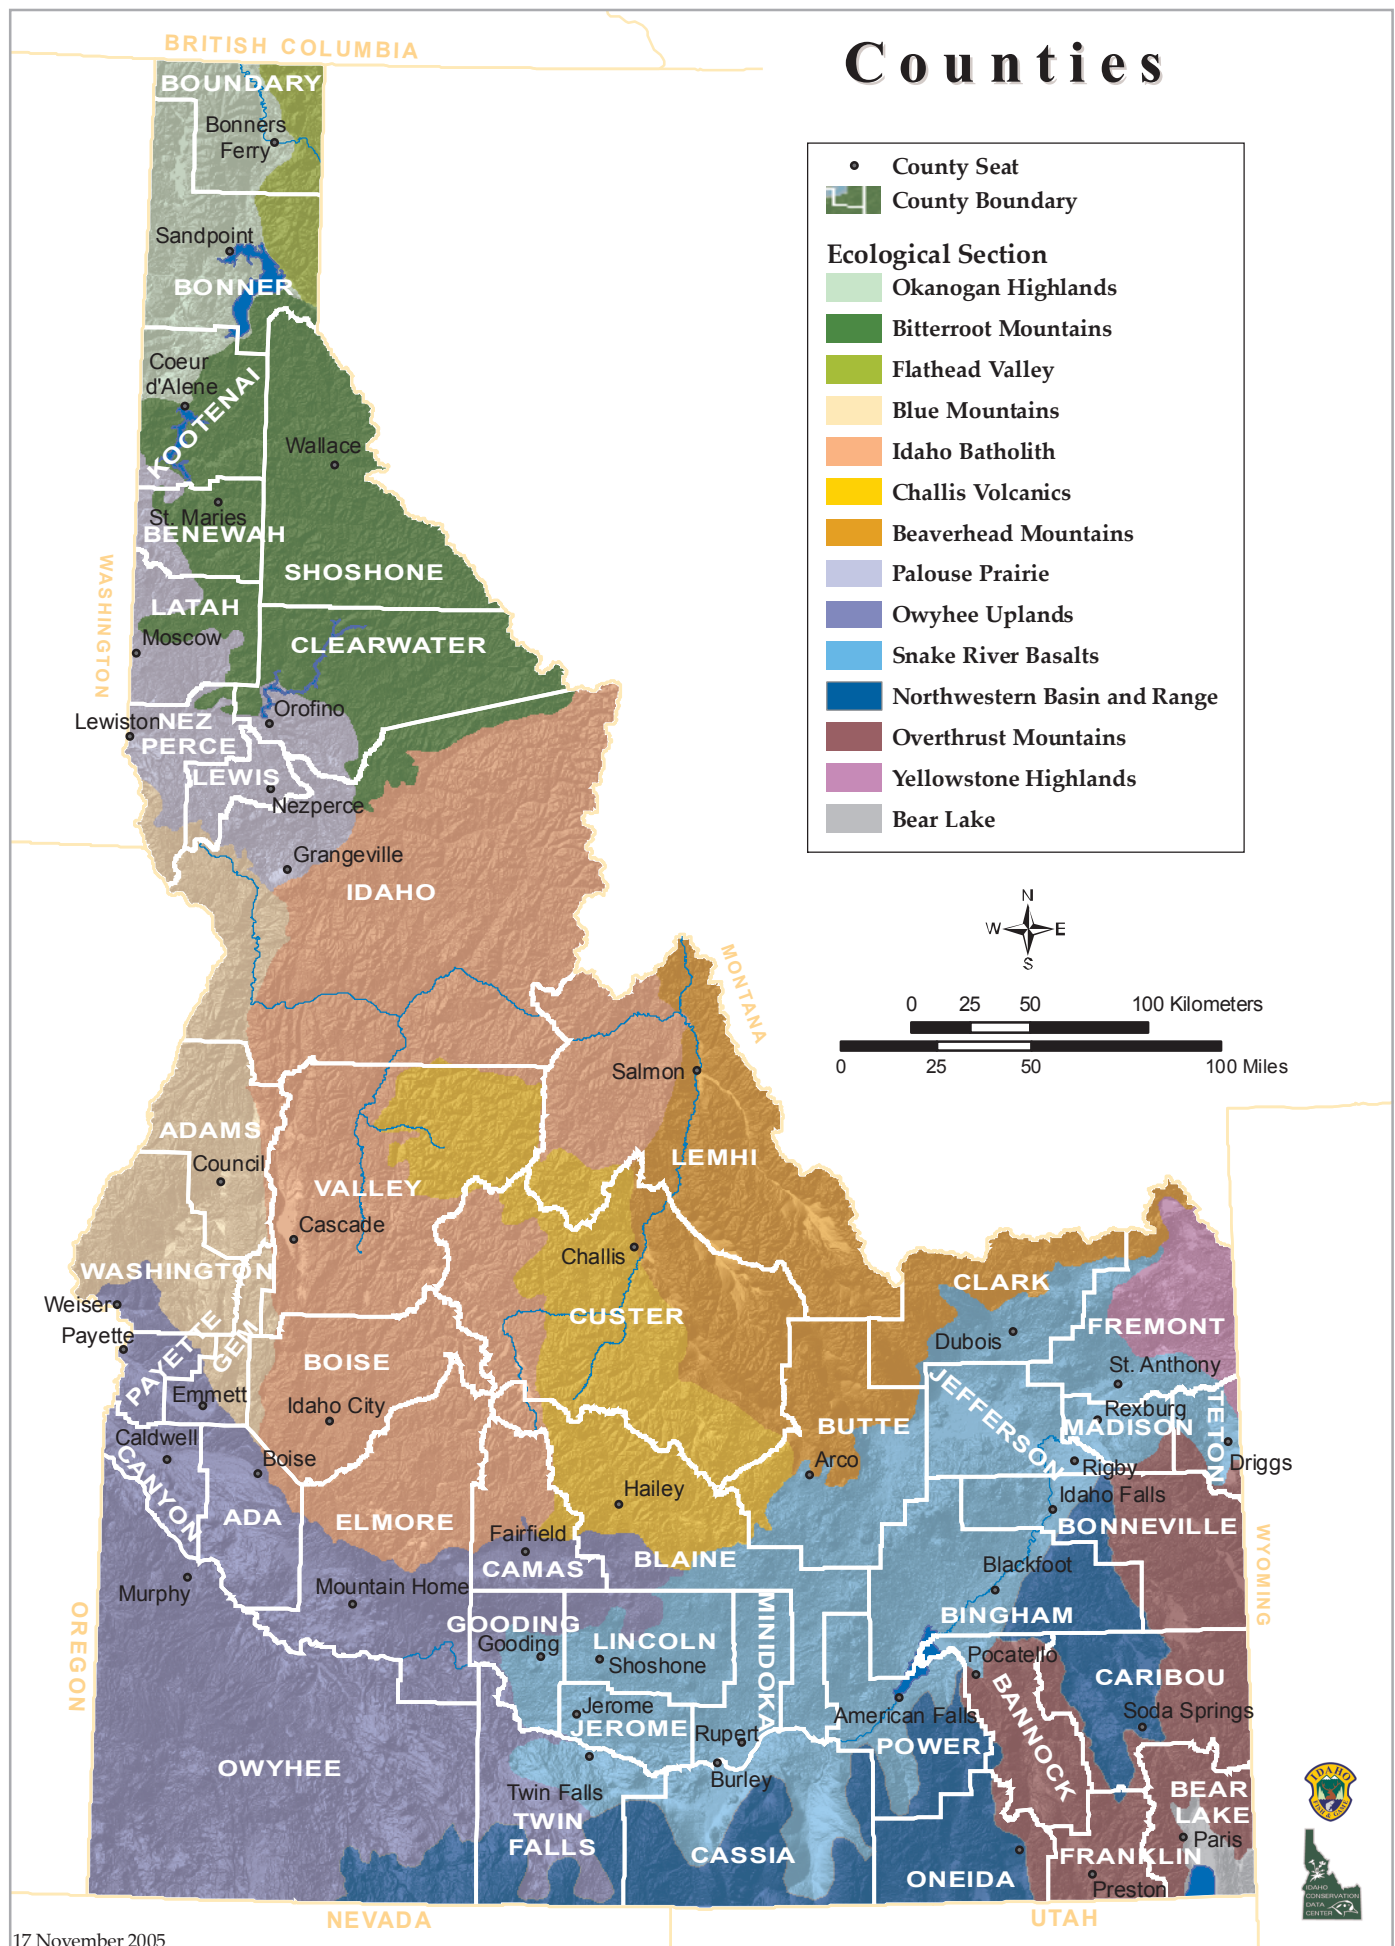 BRITISH COLUMBIA
Counties
BOUNDARY
Bonners
Ferry
County Seat
County Boundary
Ecological Section
Okanogan Highlands
Bitterroot Mountains
Flathead Valley
Blue Mountains
Idaho Batholith
Challis Volcanics
Beaverhead Mountains
Palouse Prairie
Owyhee Uplands
Snake River Basalts
Northwestern Basin and Range
Overthrust Mountains
Yellowstone Highlands
Bear Lake
Sandpoint
BONNER
Coeur
d'Alene
KOOTENAI
Wallace
St. Maries
BENEWAH
SHOSHONE
WASHINGTON
LATAH
Moscow
CLEARWATER
Orofino
Lewiston
NEZ
PERCE
LEWIS
Nezperce
Grangeville
IDAHO
N
W
E
S
MONTANA
0 25 50 100 Kilometers
0 25 50 100 Miles
Salmon
ADAMS
Council
LEMHI
VALLEY
Cascade
Challis
WASHINGTON
Weiser
CUSTER
CLARK
Dubois
FREMONT
St. Anthony
Payette
PAYETTE
GEM
BOISE
Emmett
Idaho City
JEFFERSON
Rexburg
MADISON
TETON
BUTTE
Caldwell
CANYON
Boise
Arco
Rigby
Driggs
Hailey
Idaho Falls
ADA
ELMORE
Fairfield
CAMAS
BLAINE
BONNEVILLE
WYOMING
Blackfoot
Murphy
Mountain Home
OREGON
GOODING
Gooding
LINCOLN
Shoshone
MINIDOKA
BINGHAM
Pocatello
BANNOCK
CARIBOU
Soda Springs
Jerome
JEROME
Rupert
American Falls
POWER
OWYHEE
Twin Falls
Burley
TWIN
FALLS
CASSIA
ONEIDA
BEAR
LAKE
Paris
FRANKLIN
Preston
IDAHO
FISH & GAME
IDAHO
CONSERVATION
DATA
CENTER
NEVADA
UTAH
17 November 2005